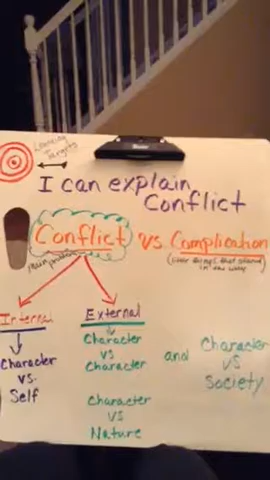 Learning
Targets
I can explain
Conflict
Conflict vs. Complication
main problem
(other things that stand
in the way)
Internal
External
Character
vs.
Self
Character
vs
Character
and
Character
vs
Society
Character
vs
Nature